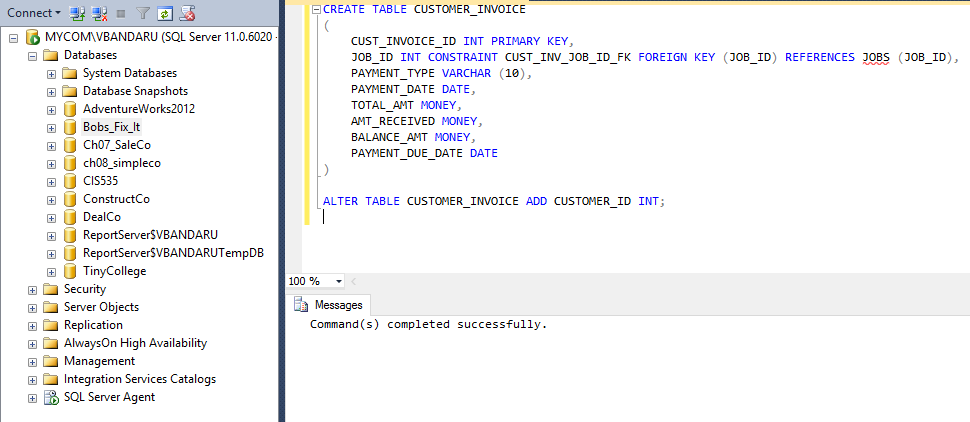 Connect
MYCOM\VBANDARU (SQL Server 11.0.6020 -
Databases
System Databases
Database Snapshots
AdventureWorks2012
Bobs_Fix_It
Ch07_SaleCo
ch08_simpleco
CIS535
ConstructCo
DealCo
ReportServer$VBANDARU
ReportServer$VBANDARUTempDB
TinyCollege
Security
Server Objects
Replication
AlwaysOn High Availability
Management
Integration Services Catalogs
SQL Server Agent
CREATE TABLE CUSTOMER_INVOICE
(
CUST_INVOICE_ID INT PRIMARY KEY,
JOB_ID INT CONSTRAINT CUST_INV_JOB_ID_FK FOREIGN KEY (JOB_ID) REFERENCES JOBS (JOB_ID),
PAYMENT_TYPE VARCHAR (10),
PAYMENT_DATE DATE,
TOTAL_AMT MONEY,
AMT_RECEIVED MONEY,
BALANCE_AMT MONEY,
PAYMENT_DUE_DATE DATE
)
ALTER TABLE CUSTOMER_INVOICE ADD CUSTOMER_ID INT;
100 %
Messages
Command(s) completed successfully.